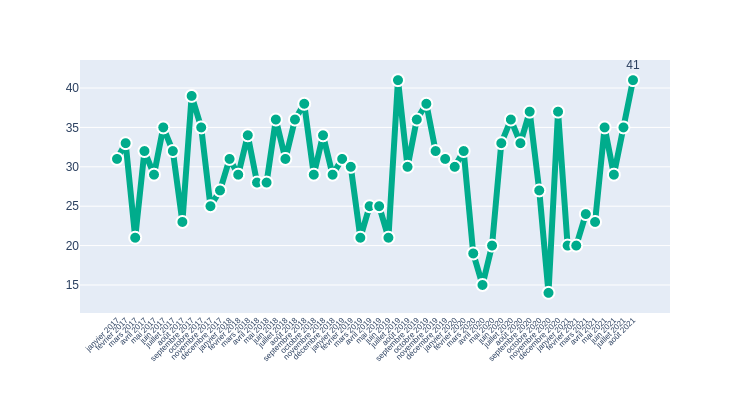 41
40
35
30
25
20
15
janvier 2017
février 2017
mars 2017
avril 2017
mai 2017
juin 2017
juillet 2017
août 2017
septembre 2017
octobre 2017
novembre 2017
décembre 2017
janvier 2018
février 2018
mars 2018
avril 2018
mai 2018
juin 2018
juillet 2018
août 2018
septembre 2018
octobre 2018
novembre 2018
décembre 2018
janvier 2019
février 2019
mars 2019
avril 2019
mai 2019
juin 2019
juillet 2019
août 2019
septembre 2019
octobre 2019
novembre 2019
décembre 2019
janvier 2020
février 2020
mars 2020
avril 2020
mai 2020
juin 2020
juillet 2020
août 2020
septembre 2020
octobre 2020
novembre 2020
décembre 2020
janvier 2021
février 2021
mars 2021
avril 2021
mai 2021
juin 2021
juillet 2021
août 2021